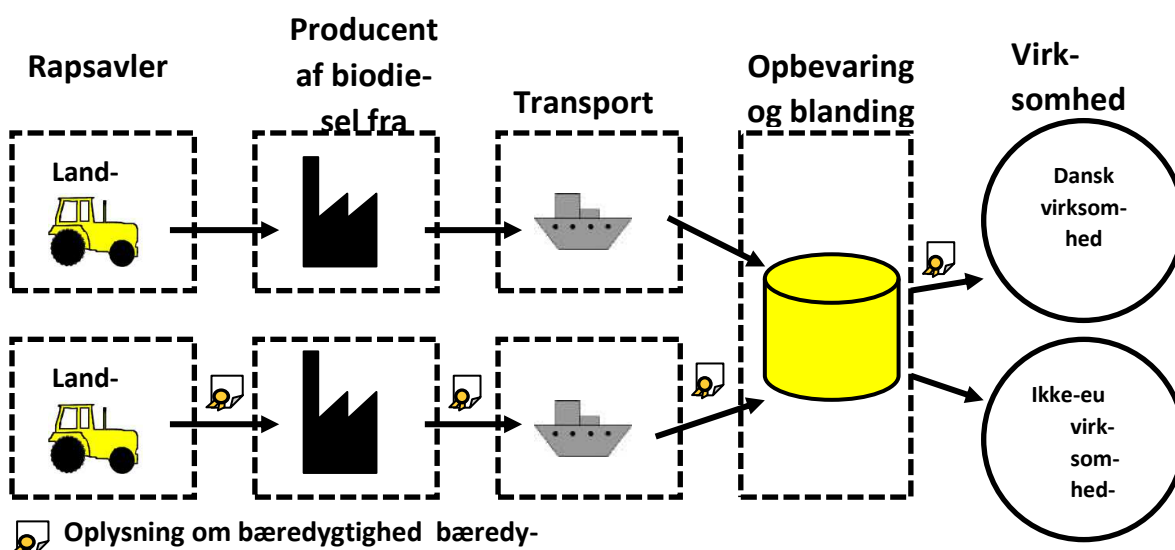 Rapsavler
Producent
af biodie-
sel fra
Transport
Opbevaring
og blanding
Virk-
somhed
Land-
Dansk
virksom-
hed
Land-
Ikke-eu
virk-
som-
hed-
Oplysning om bæredygtighed bæredy-